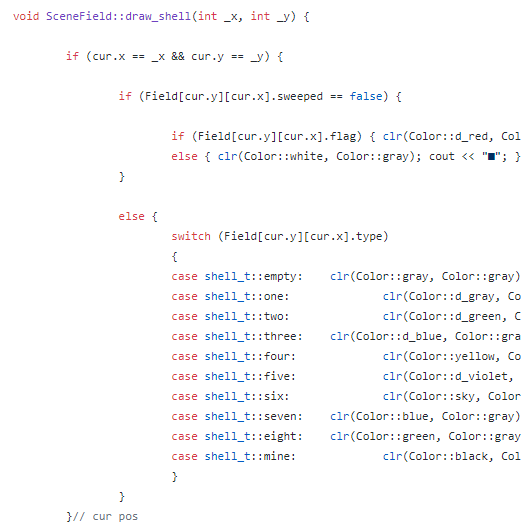 void SceneField::draw_shell(int _x, int _y) {
if (cur.x == _x && cur.y == _y) {
if (Field[cur.y][cur.x].sweeped == false) {
if (Field[cur.y][cur.x].flag) { clr(Color::d_red, Col
else { clr(Color::white, Color::gray); cout << "■"; }
}
else {
switch (Field[cur.y][cur.x].type)
{
case shell_t::empty: clr(Color::gray, Color::gray)
case shell_t::one: clr(Color::d_gray, Co
case shell_t::two: clr(Color::d_green, C
case shell_t::three: clr(Color::d_blue, Color::gra
case shell_t::four: clr(Color::yellow, Co
case shell_t::five: clr(Color::d_violet,
case shell_t::six: clr(Color::sky, Color
case shell_t::seven: clr(Color::blue, Color::gray)
case shell_t::eight: clr(Color::green, Color::gray
case shell_t::mine: clr(Color::black, Col
}
}
}// cur pos